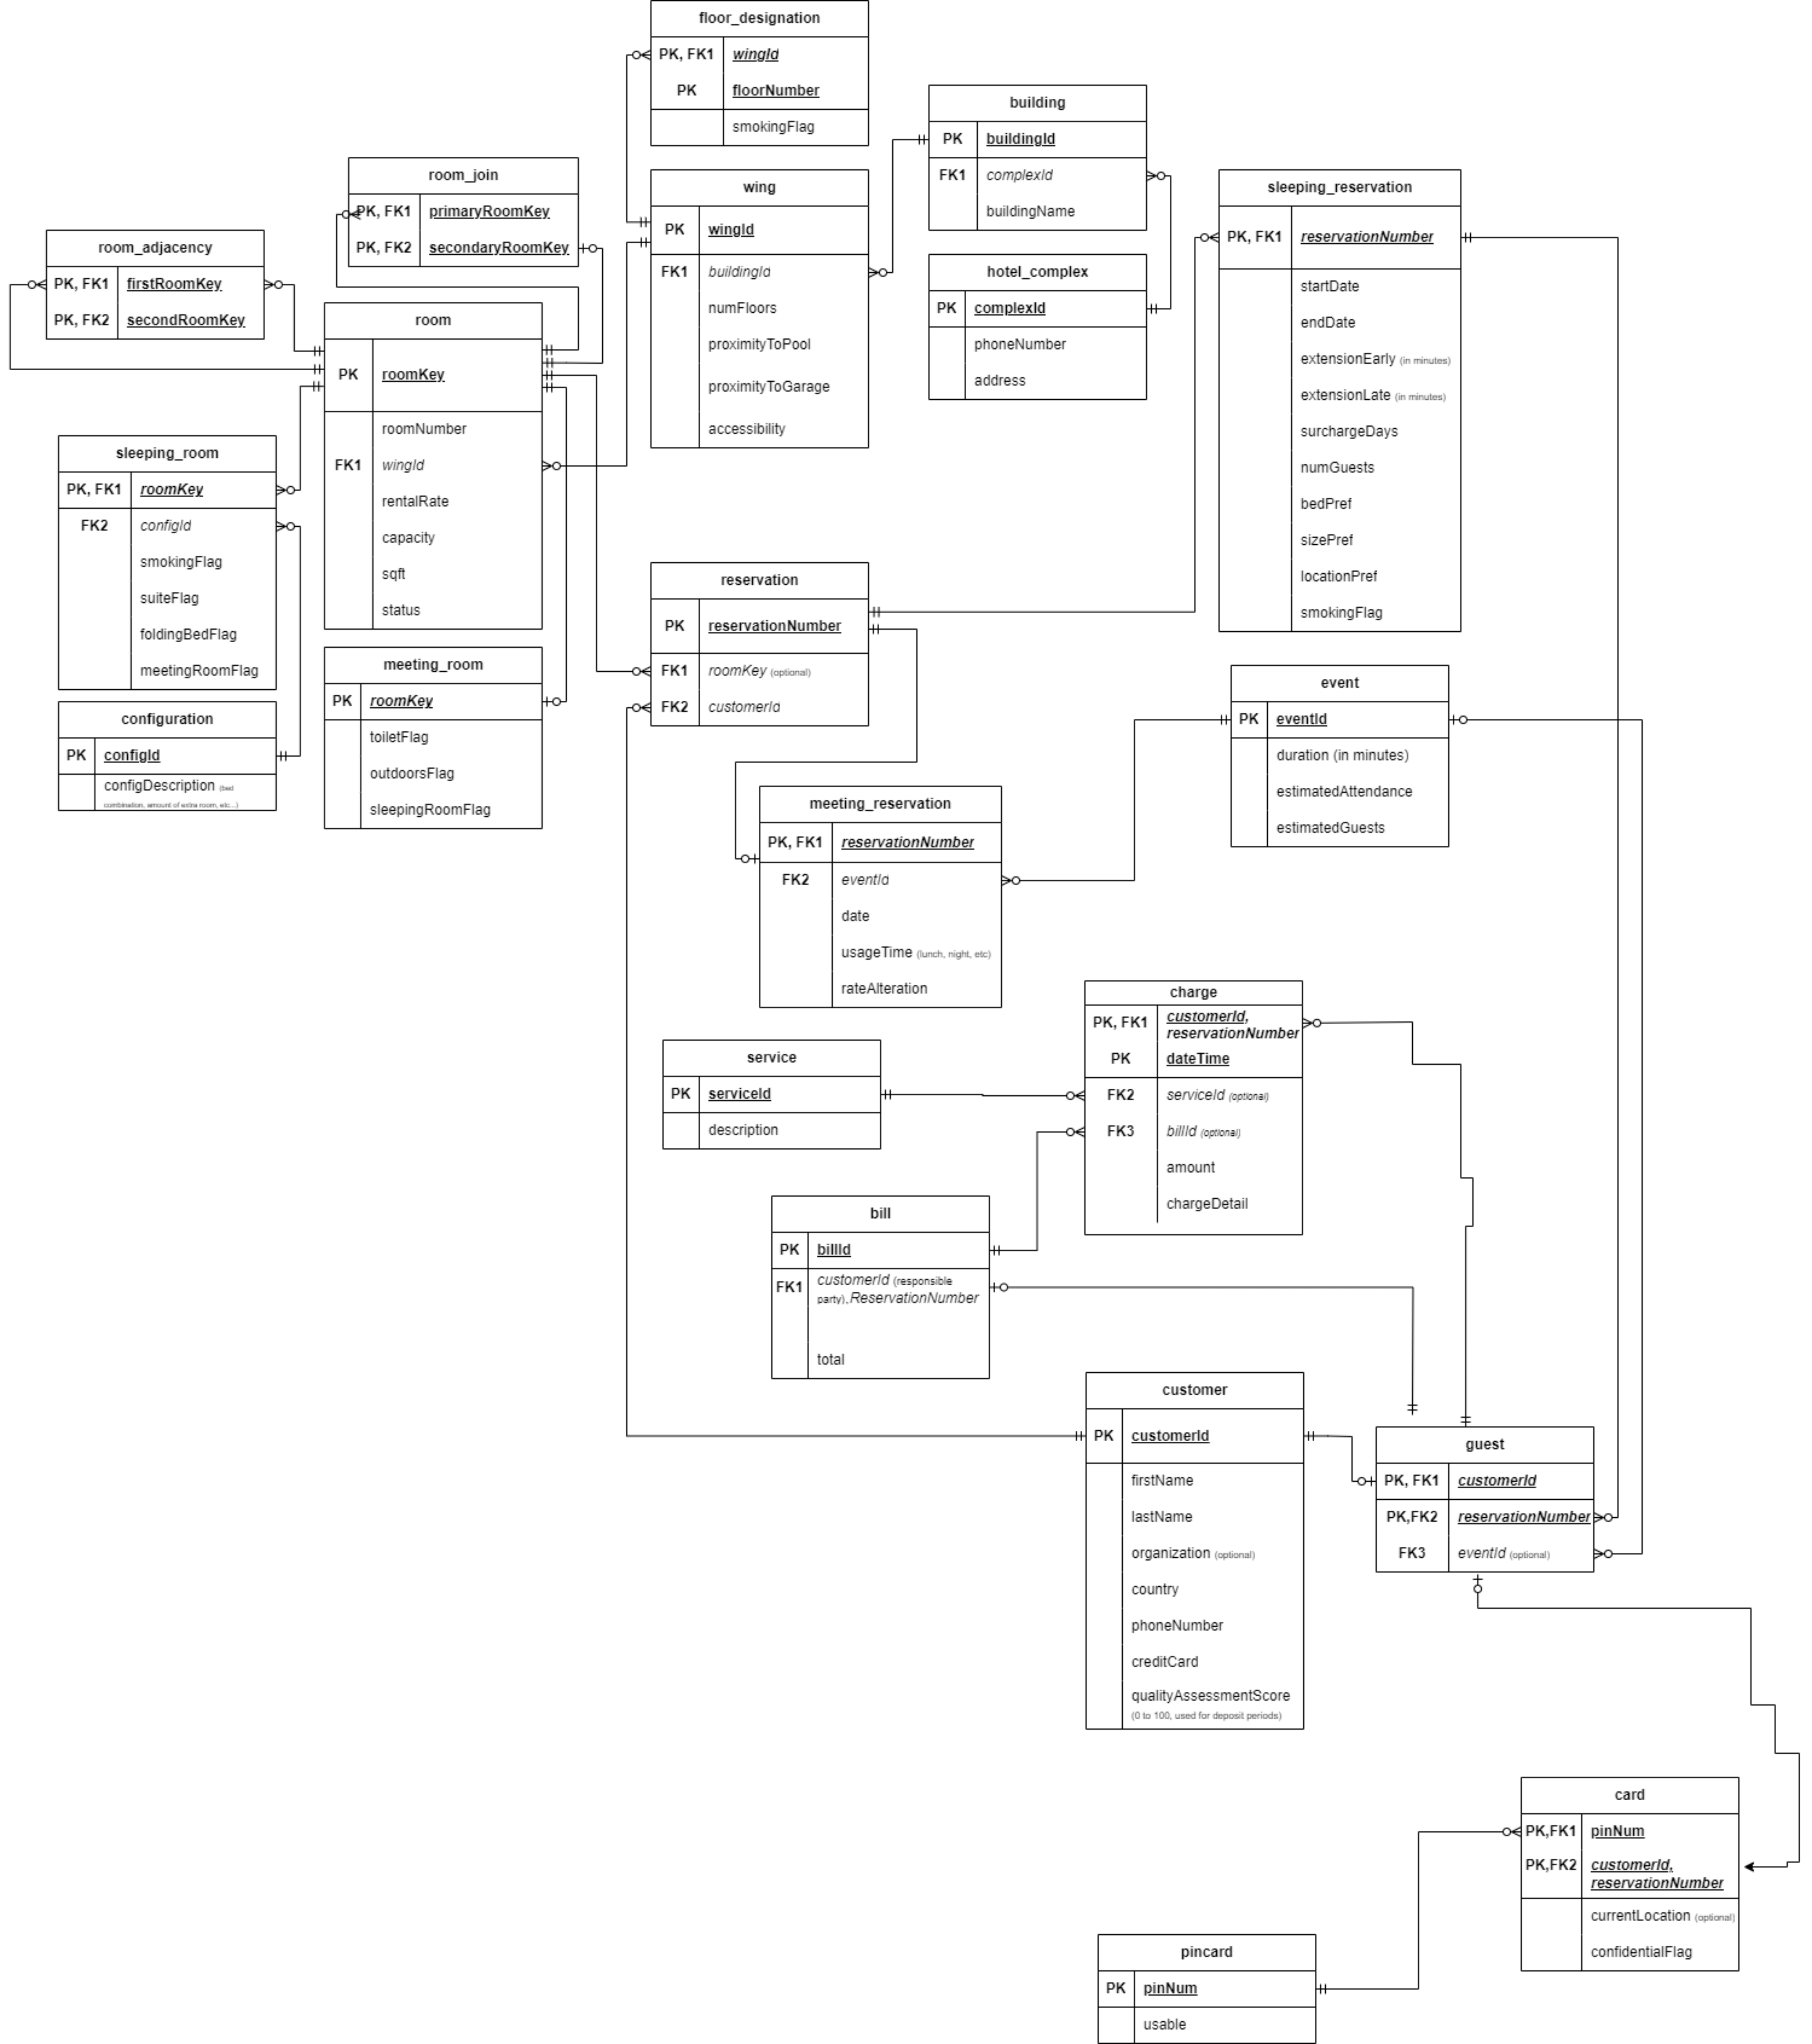 floor_designation
PK, FK1 wingId
PK floorNumber
smokingFlag
building
PK buildingId
FK1 complexId
buildingName
room_join
PK, FK1 primaryRoomKey
PK, FK2 secondaryRoomKey
wing
PK wingId
FK1 buildingId
numFloors
proximityToPool
proximityToGarage
accessibility
sleeping_reservation
PK, FK1 reservationNumber
startDate
endDate
extensionEarly (in minutes)
extensionLate (in minutes)
surchargeDays
numGuests
bedPref
sizePref
locationPref
smokingFlag
room_adjacency
PK, FK1 firstRoomKey
PK, FK2 secondRoomKey
hotel_complex
PK complexId
phoneNumber
address
room
PK roomKey
roomNumber
FK1 wingId
rentalRate
capacity
sqft
status
sleeping_room
PK, FK1 roomKey
FK2 configId
smokingFlag
suiteFlag
foldingBedFlag
meetingRoomFlag
reservation
PK reservationNumber
FK1 roomKey (optional)
FK2 customerId
meeting_room
PK roomKey
toiletFlag
outdoorsFlag
sleepingRoomFlag
configuration
PK configId
configDescription (bed
combination, amount of extra room, etc...)
event
PK eventId
duration (in minutes)
estimatedAttendance
estimatedGuests
meeting_reservation
PK, FK1 reservationNumber
FK2 eventId
date
usageTime (lunch, night, etc)
rateAlteration
charge
PK, FK1 customerId,
reservationNumber
PK dateTime
FK2 serviceId (optional)
FK3 billId (optional)
amount
chargeDetail
service
PK serviceId
description
bill
PK billId
FK1 customerId (responsible
party),ReservationNumber
total
customer
PK customerId
firstName
lastName
organization (optional)
country
phoneNumber
creditCard
qualityAssessmentScore
(0 to 100, used for deposit periods)
guest
PK, FK1 customerId
PK,FK2 reservationNumber
FK3 eventId (optional)
card
PK,FK1 pinNum
PK,FK2 customerId,
reservationNumber
currentLocation (optional)
confidentialFlag
pincard
PK pinNum
usable